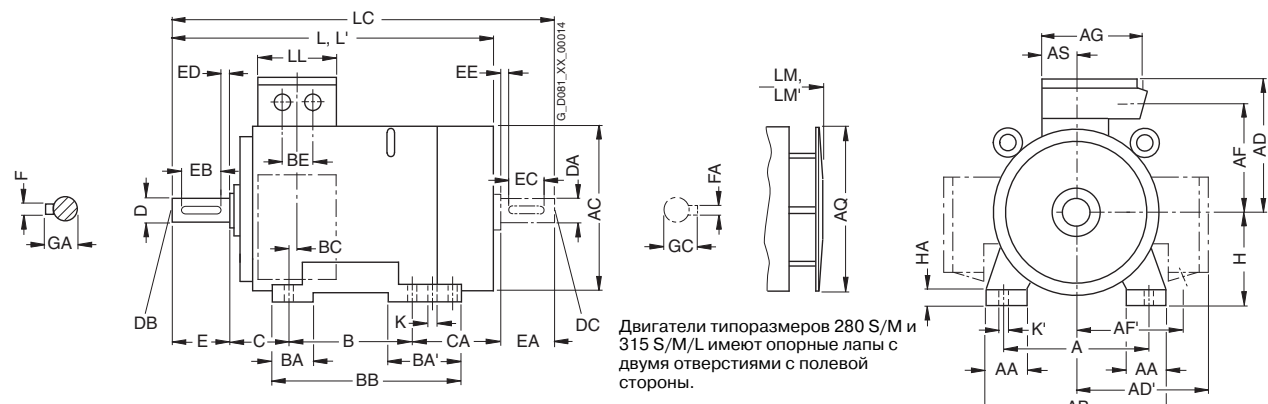 LC
L, L'
LL
ED
EE
G_D081_XX_00014
BE
EB
F
D
GA
BC
EC
DA
AC
DB
E
C
B
K
CA
EA
DC
BA
BA'
BB
LM,
LM'
FA
GC
AQ
Двигатели типоразмеров 280 S/M и
315 S/M/L имеют опорные лапы с
двумя отверстиями с полевой
стороны.
AG
AS
AF
AD
HA
H
K'
AF'
A
AA
AA
AD'
AB